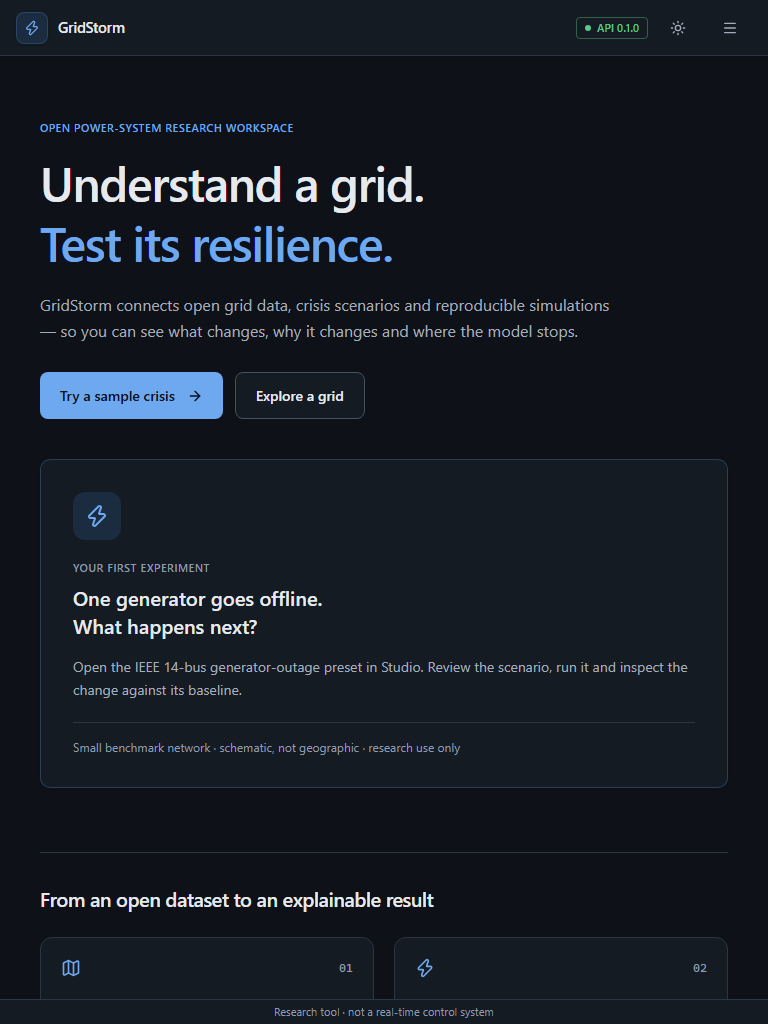 GridStorm
API 0.1.0
OPEN POWER-SYSTEM RESEARCH WORKSPACE
Understand a grid.
Test its resilience.
GridStorm connects open grid data, crisis scenarios and reproducible simulations
— so you can see what changes, why it changes and where the model stops.
Try a sample crisis
Explore a grid
YOUR FIRST EXPERIMENT
One generator goes offline.
What happens next?
Open the IEEE 14-bus generator-outage preset in Studio. Review the scenario, run it and inspect the
change against its baseline.
Small benchmark network · schematic, not geographic · research use only
From an open dataset to an explainable result
01
02
Research tool · not a real-time control system